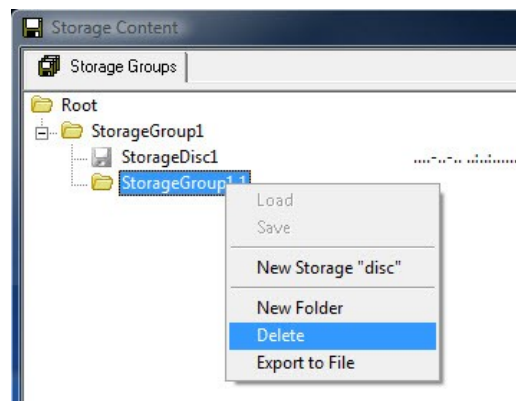 Storage Content
Storage Groups
Root
StorageGroup1
StorageDisc1 ....-..-.. ..:..:......
StorageGroup1.1
Load
Save
New Storage "disc"
New Folder
Delete
Export to File